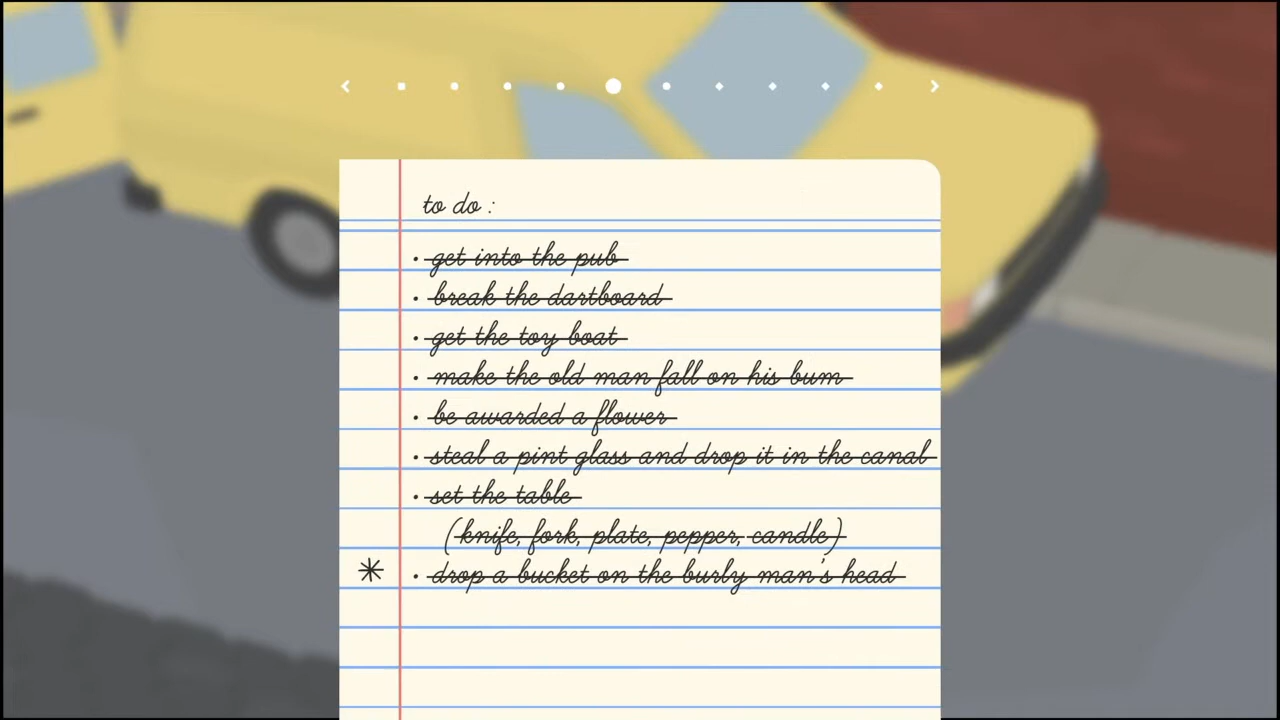 to do :
• get into the pub
• break the dartboard
• get the toy boat
• make the old man fall on his bum
• be awarded a flower
• steal a pint glass and drop it in the canal
• set the table
(knife, fork, plate, pepper, candle)
* • drop a bucket on the burly man's head